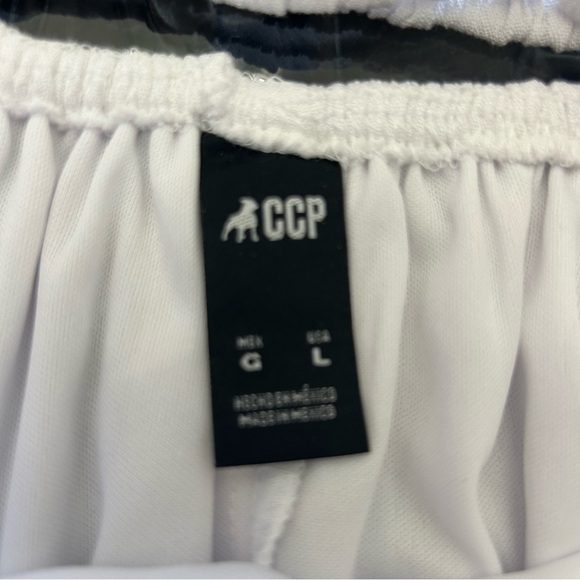 CCP
MEX USA
G L
HECHO EN MÉXICO
MADE IN MEXICO